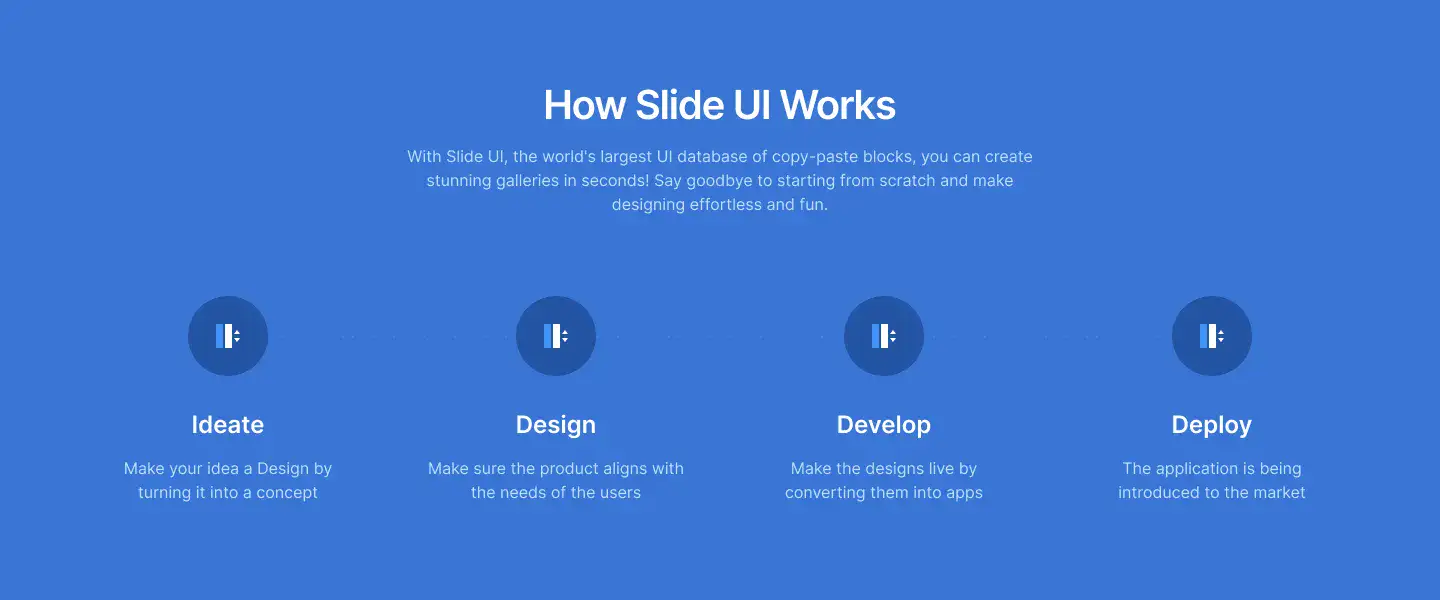 How Slide UI Works
With Slide UI, the world's largest UI database of copy-paste blocks, you can create
stunning galleries in seconds! Say goodbye to starting from scratch and make
designing effortless and fun.
Ideate
Make your idea a Design by
turning it into a concept
Design
Make sure the product aligns with
the needs of the users
Develop
Make the designs live by
converting them into apps
Deploy
The application is being
introduced to the market